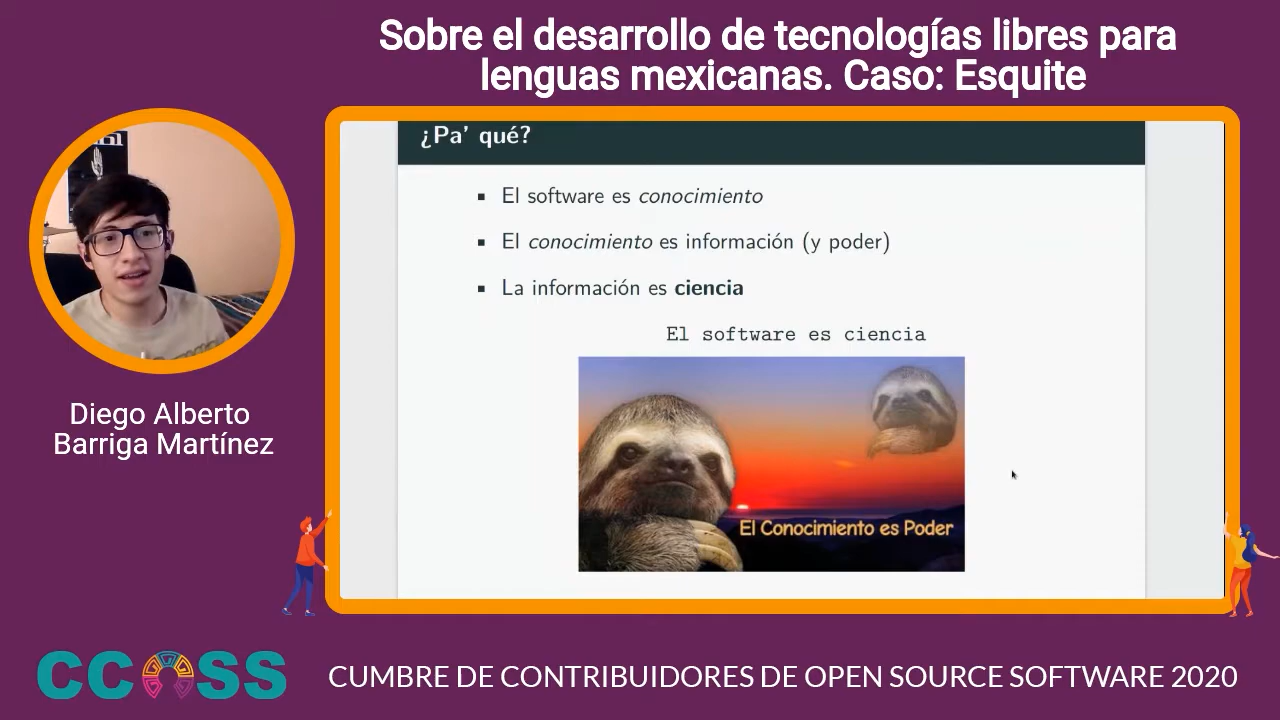 Sobre el desarrollo de tecnologías libres para
lenguas mexicanas. Caso: Esquite
¿Pa' qué?
▪ El software es conocimiento
▪ El conocimiento es información (y poder)
▪ La información es ciencia
El software es ciencia
El Conocimiento es Poder
Diego Alberto
Barriga Martínez
CCOSS
CUMBRE DE CONTRIBUIDORES DE OPEN SOURCE SOFTWARE 2020